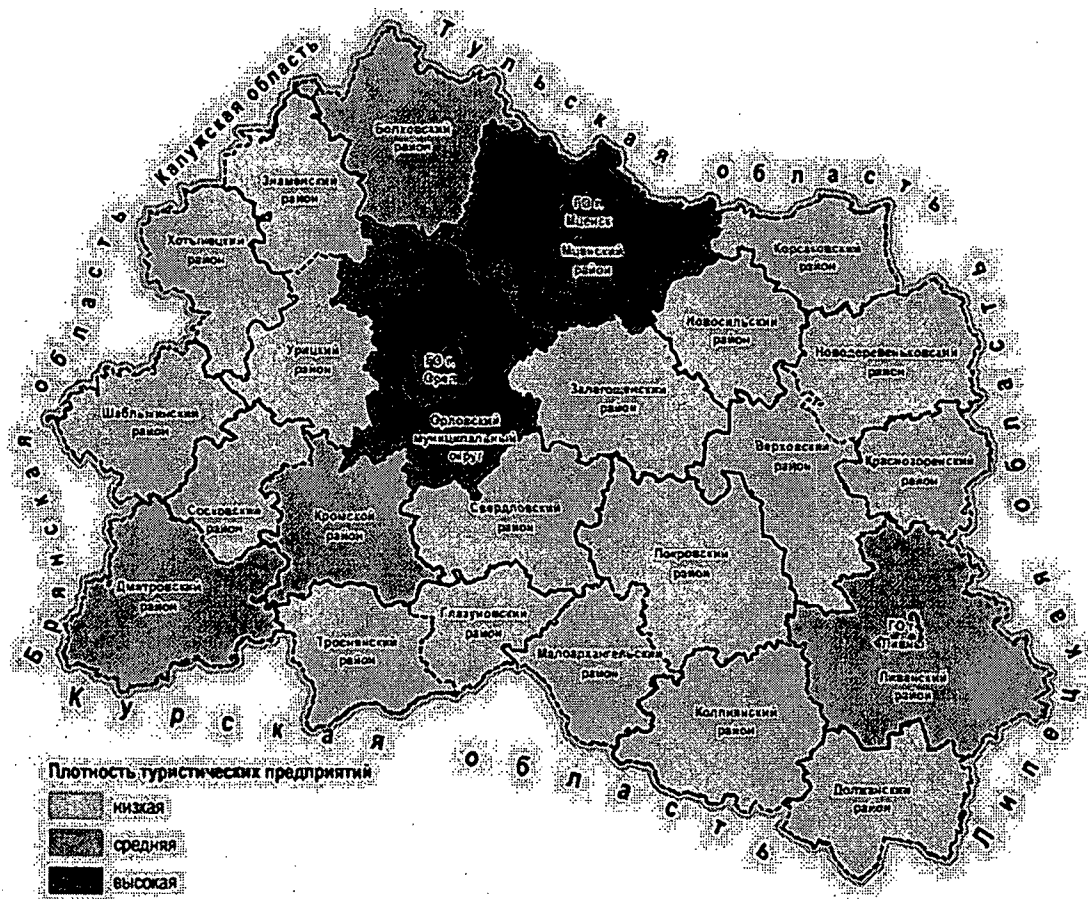 Тульская область
Калужская область
Болховский
район
Знаменский
район
ГО г.
Мценск
Мценский
район
Хотынецкий
район
Корсаковский
район
Новосильский
район
Урицкий
район
Новодеревеньковский
район
ГО г.
Орел
Залегощенский
район
Шаблыкинский
район
Орловский
муниципальный
округ
Верховский
район
Краснозоренский
район
Сосковский
район
Кромской
район
Свердловский
район
Покровский
район
Дмитровский
район
Глазуновский
район
Троснянский
район
Малоархангельский
район
ГО г.
Ливны
Ливенский
район
Колпнянский
район
Должанский
район
Брянская область
Курская область
Липецкая область
Плотность туристических предприятий
низкая
средняя
высокая